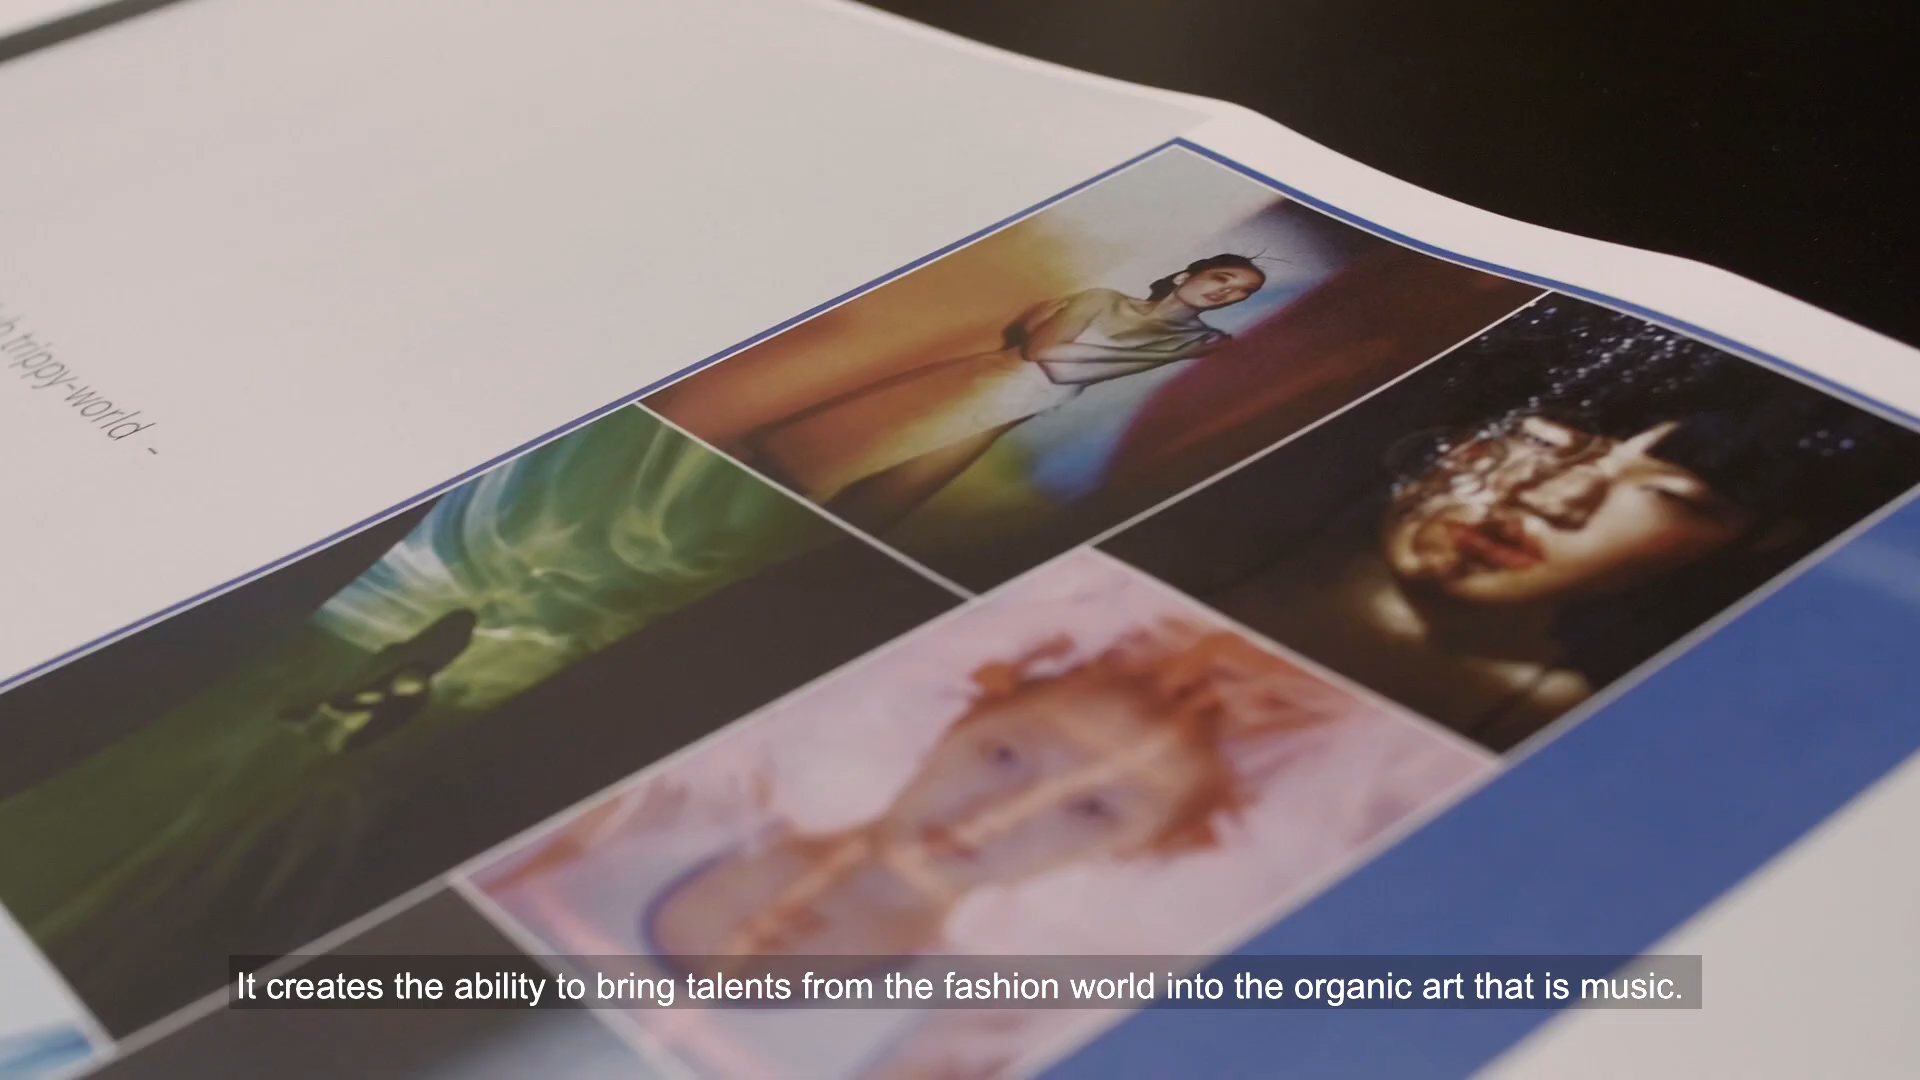 trippy-world -
It creates the ability to bring talents from the fashion world into the organic art that is music.